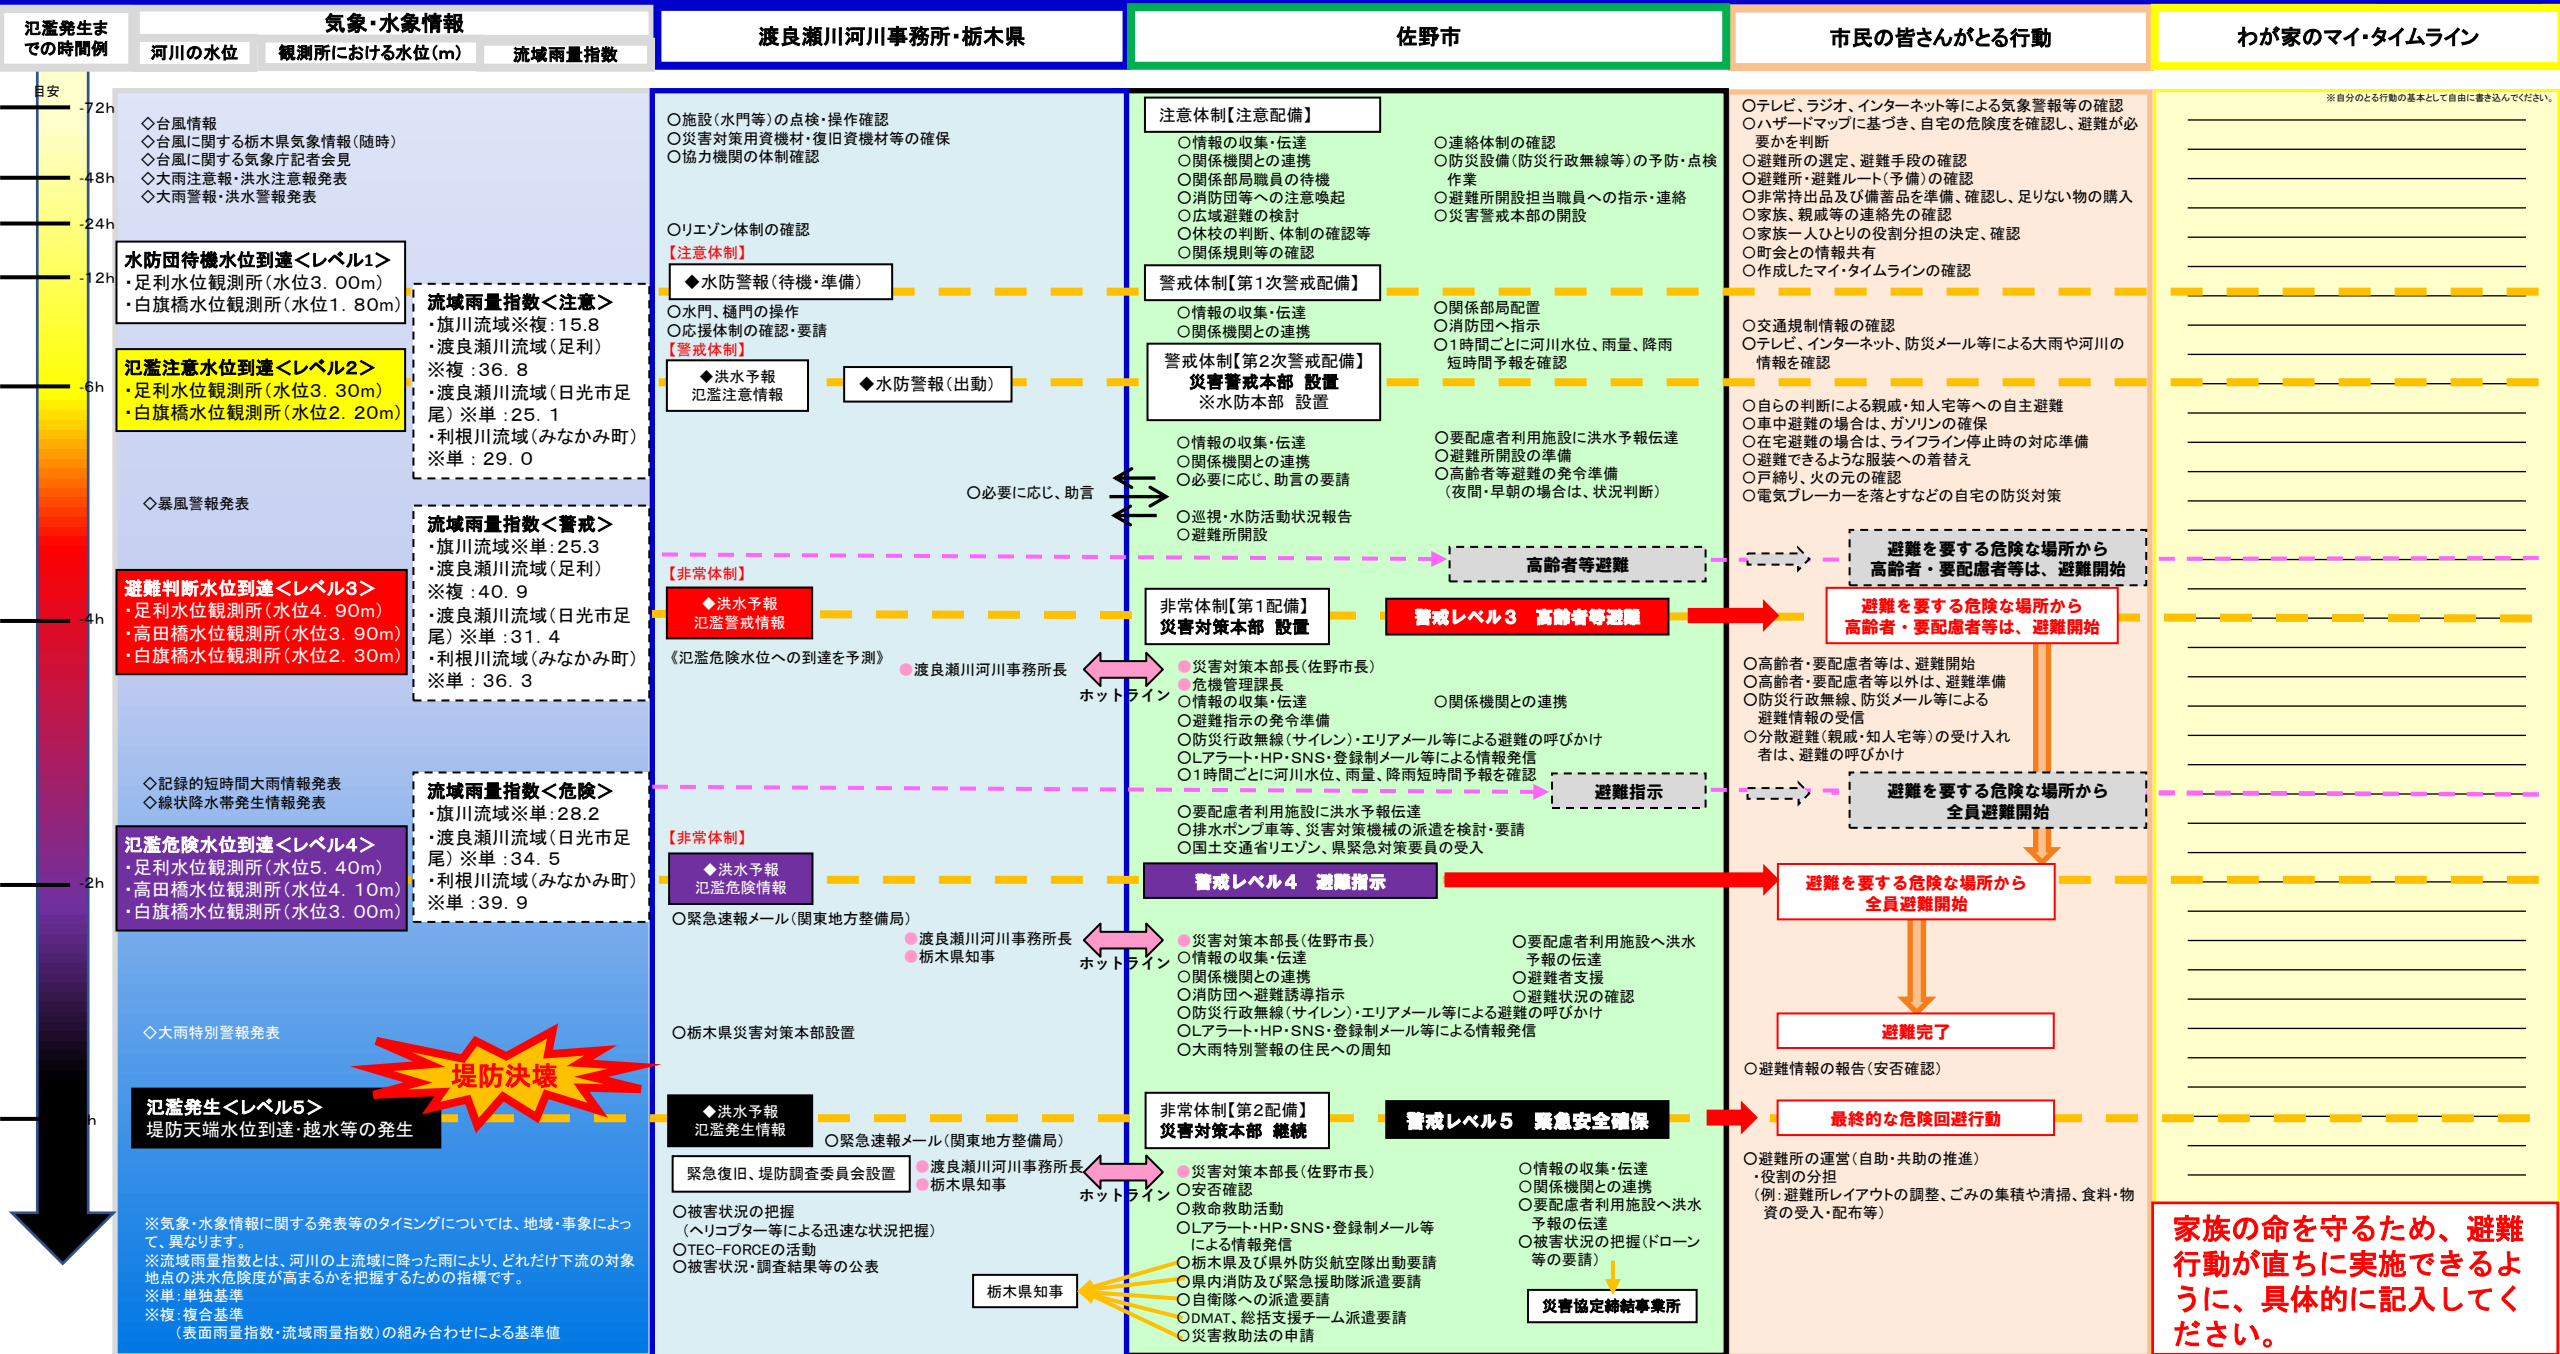 氾濫発生ま
での時間例
気象・水象情報
河川の水位
観測所における水位(m)
流域雨量指数
渡良瀬川河川事務所・栃木県
佐野市
市民の皆さんがとる行動
わが家のマイ・タイムライン
目安
-72h
-48h
-24h
-12h
-6h
-4h
-2h
h
◇台風情報
◇台風に関する栃木県気象情報(随時)
◇台風に関する気象庁記者会見
◇大雨注意報・洪水注意報発表
◇大雨警報・洪水警報発表
水防団待機水位到達<レベル1>
・足利水位観測所(水位3．00m)
・白旗橋水位観測所(水位1．80m)
氾濫注意水位到達<レベル2>
・足利水位観測所(水位3．30m)
・白旗橋水位観測所(水位2．20m)
◇暴風警報発表
避難判断水位到達<レベル3>
・足利水位観測所(水位4．90m)
・高田橋水位観測所(水位3．90m)
・白旗橋水位観測所(水位2．30m)
◇記録的短時間大雨情報発表
◇線状降水帯発生情報発表
氾濫危険水位到達<レベル4>
・足利水位観測所(水位5．40m)
・高田橋水位観測所(水位4．10m)
・白旗橋水位観測所(水位3．00m)
◇大雨特別警報発表
堤防決壊
氾濫発生<レベル5>
堤防天端水位到達・越水等の発生
※気象・水象情報に関する発表等のタイミングについては、地域・事象によっ
て、異なります。
※流域雨量指数とは、河川の上流域に降った雨により、どれだけ下流の対象
地点の洪水危険度が高まるかを把握するための指標です。
※単：単独基準
※複：複合基準
(表面雨量指数・流域雨量指数)の組み合わせによる基準値
流域雨量指数<注意>
・旗川流域※複：15.8
・渡良瀬川流域(足利)
※複：36．8
・渡良瀬川流域(日光市足
尾) ※単：25．1
・利根川流域(みなかみ町)
※単：29．0
流域雨量指数<警戒>
・旗川流域※単：25.3
・渡良瀬川流域(足利)
※複：40．9
・渡良瀬川流域(日光市足
尾) ※単：31．4
・利根川流域(みなかみ町)
※単：36．3
流域雨量指数<危険>
・旗川流域※単：28.2
・渡良瀬川流域(日光市足
尾) ※単：34．5
・利根川流域(みなかみ町)
※単：39．9
〇施設(水門等)の点検・操作確認
〇災害対策用資機材・復旧資機材等の確保
〇協力機関の体制確認
〇リエゾン体制の確認
【注意体制】
◆水防警報(待機・準備)
〇水門、樋門の操作
〇応援体制の確認・要請
【警戒体制】
◆洪水予報
氾濫注意情報
◆水防警報(出動)
〇必要に応じ、助言
【非常体制】
◆洪水予報
氾濫警戒情報
《氾濫危険水位への到達を予測》
●渡良瀬川河川事務所長
ホットライン
【非常体制】
◆洪水予報
氾濫危険情報
〇緊急速報メール(関東地方整備局)
●渡良瀬川河川事務所長
●栃木県知事
ホットライン
〇栃木県災害対策本部設置
◆洪水予報
氾濫発生情報
〇緊急速報メール(関東地方整備局)
緊急復旧、堤防調査委員会設置
●渡良瀬川河川事務所長
●栃木県知事
ホットライン
〇被害状況の把握
(ヘリコプター等による迅速な状況把握)
〇TEC-FORCEの活動
〇被害状況・調査結果等の公表
栃木県知事
注意体制【注意配備】
〇情報の収集・伝達
〇関係機関との連携
〇関係部局職員の待機
〇消防団等への注意喚起
〇広域避難の検討
〇休校の判断、体制の確認等
〇関係規則等の確認
〇連絡体制の確認
〇防災設備(防災行政無線等)の予防・点検
作業
〇避難所開設担当職員への指示・連絡
〇災害警戒本部の開設
警戒体制【第1次警戒配備】
〇情報の収集・伝達
〇関係機関との連携
〇関係部局配置
〇消防団へ指示
〇1時間ごとに河川水位、雨量、降雨
短時間予報を確認
警戒体制【第2次警戒配備】
災害警戒本部 設置
※水防本部 設置
〇情報の収集・伝達
〇関係機関との連携
〇必要に応じ、助言の要請
〇巡視・水防活動状況報告
〇避難所開設
〇要配慮者利用施設に洪水予報伝達
〇避難所開設の準備
〇高齢者等避難の発令準備
(夜間・早朝の場合は、状況判断)
高齢者等避難
非常体制【第1配備】
災害対策本部 設置
警戒レベル3　高齢者等避難
●災害対策本部長(佐野市長)
●危機管理課長
〇情報の収集・伝達
〇関係機関との連携
〇避難指示の発令準備
〇防災行政無線(サイレン)・エリアメール等による避難の呼びかけ
〇Lアラート・HP・SNS・登録制メール等による情報発信
〇1時間ごとに河川水位、雨量、降雨短時間予報を確認
避難指示
〇要配慮者利用施設に洪水予報伝達
〇排水ポンプ車等、災害対策機械の派遣を検討・要請
〇国土交通省リエゾン、県緊急対策要員の受入
警戒レベル4　避難指示
●災害対策本部長(佐野市長)
〇情報の収集・伝達
〇関係機関との連携
〇消防団へ避難誘導指示
〇防災行政無線(サイレン)・エリアメール等による避難の呼びかけ
〇Lアラート・HP・SNS・登録制メール等による情報発信
〇大雨特別警報の住民への周知
〇要配慮者利用施設へ洪水
予報の伝達
〇避難者支援
〇避難状況の確認
非常体制【第2配備】
災害対策本部 継続
警戒レベル5　緊急安全確保
●災害対策本部長(佐野市長)
〇安否確認
〇救命救助活動
〇Lアラート・HP・SNS・登録制メール等
による情報発信
〇栃木県及び県外防災航空隊出動要請
〇県内消防及び緊急援助隊派遣要請
〇自衛隊への派遣要請
〇DMAT、総括支援チーム派遣要請
〇災害救助法の申請
〇情報の収集・伝達
〇関係機関との連携
〇要配慮者利用施設へ洪水
予報の伝達
〇被害状況の把握(ドローン
等の要請)
災害協定締結事業所
〇テレビ、ラジオ、インターネット等による気象警報等の確認
〇ハザードマップに基づき、自宅の危険度を確認し、避難が必
要かを判断
〇避難所の選定、避難手段の確認
〇避難所・避難ルート(予備)の確認
〇非常持出品及び備蓄品を準備、確認し、足りない物の購入
〇家族、親戚等の連絡先の確認
〇家族一人ひとりの役割分担の決定、確認
〇町会との情報共有
〇作成したマイ・タイムラインの確認
〇交通規制情報の確認
〇テレビ、インターネット、防災メール等による大雨や河川の
情報を確認
〇自らの判断による親戚・知人宅等への自主避難
〇車中避難の場合は、ガソリンの確保
〇在宅避難の場合は、ライフライン停止時の対応準備
〇避難できるような服装への着替え
〇戸締り、火の元の確認
〇電気ブレーカーを落とすなどの自宅の防災対策
避難を要する危険な場所から
高齢者・要配慮者等は、避難開始
避難を要する危険な場所から
高齢者・要配慮者等は、避難開始
〇高齢者・要配慮者等は、避難開始
〇高齢者・要配慮者等以外は、避難準備
〇防災行政無線、防災メール等による
避難情報の受信
〇分散避難(親戚・知人宅等)の受け入れ
者は、避難の呼びかけ
避難を要する危険な場所から
全員避難開始
避難を要する危険な場所から
全員避難開始
避難完了
〇避難情報の報告(安否確認)
最終的な危険回避行動
〇避難所の運営(自助・共助の推進)
・役割の分担
(例：避難所レイアウトの調整、ごみの集積や清掃、食料・物
資の受入・配布等)
※自分のとる行動の基本として自由に書き込んでください。
家族の命を守るため、避難
行動が直ちに実施できるよ
うに、具体的に記入してく
ださい。